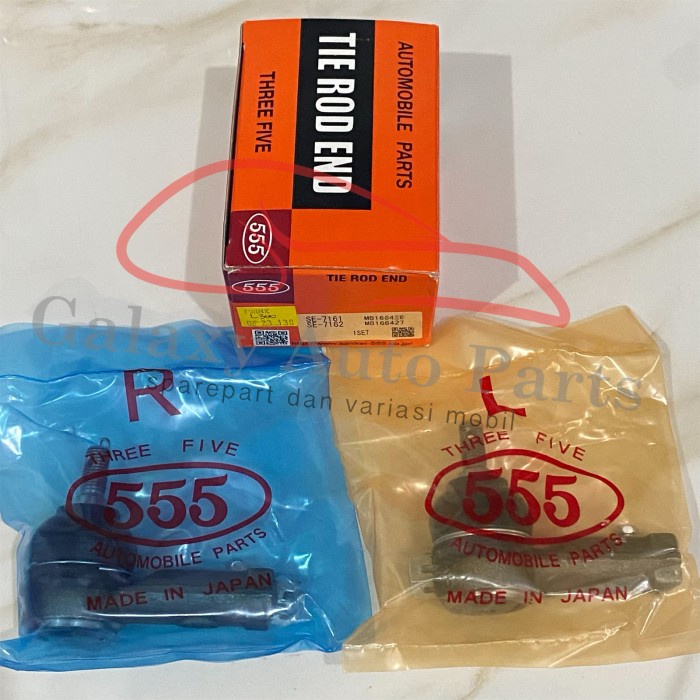 AUTOMOBILE PARTS
TIE ROD END
THREE FIVE
555
555
TIE ROD END
L300
SE-7161
SE-7162
MB166427
1SET
Galaxy Auto Parts
Sparepart dan variasi mobil
R
THREE FIVE
555
AUTOMOBILE PARTS
MADE IN JAPAN
L
THREE FIVE
555
AUTOMOBILE PARTS
MADE IN JAPAN